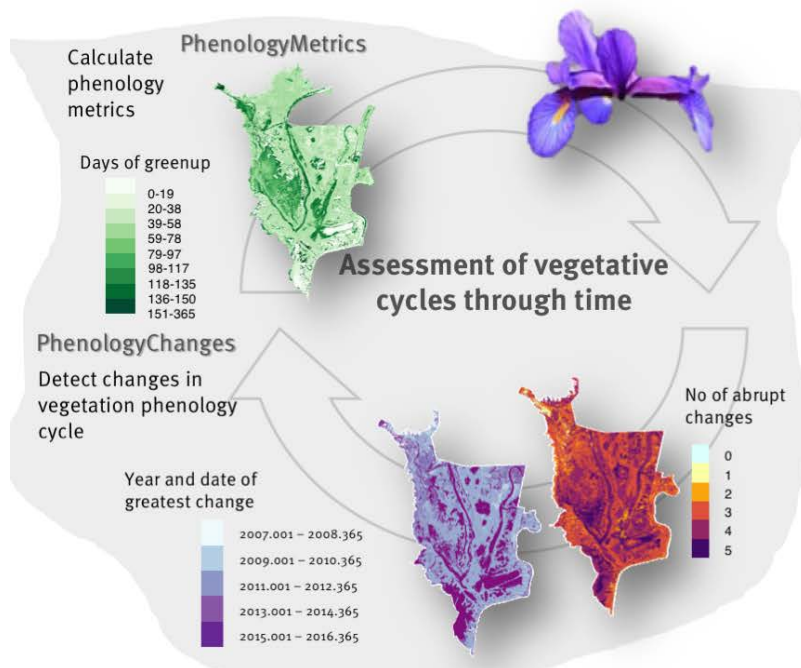 PhenologyMetrics
Calculate
phenology
metrics
Days of greenup
0-19
20-38
39-58
59-78
79-97
98-117
118-135
136-150
151-365
Assessment of vegetative
cycles through time
PhenologyChanges
Detect changes in
vegetation phenology
cycle
No of abrupt
changes
0
1
2
3
4
5
Year and date of
greatest change
2007.001 – 2008.365
2009.001 – 2010.365
2011.001 – 2012.365
2013.001 – 2014.365
2015.001 – 2016.365